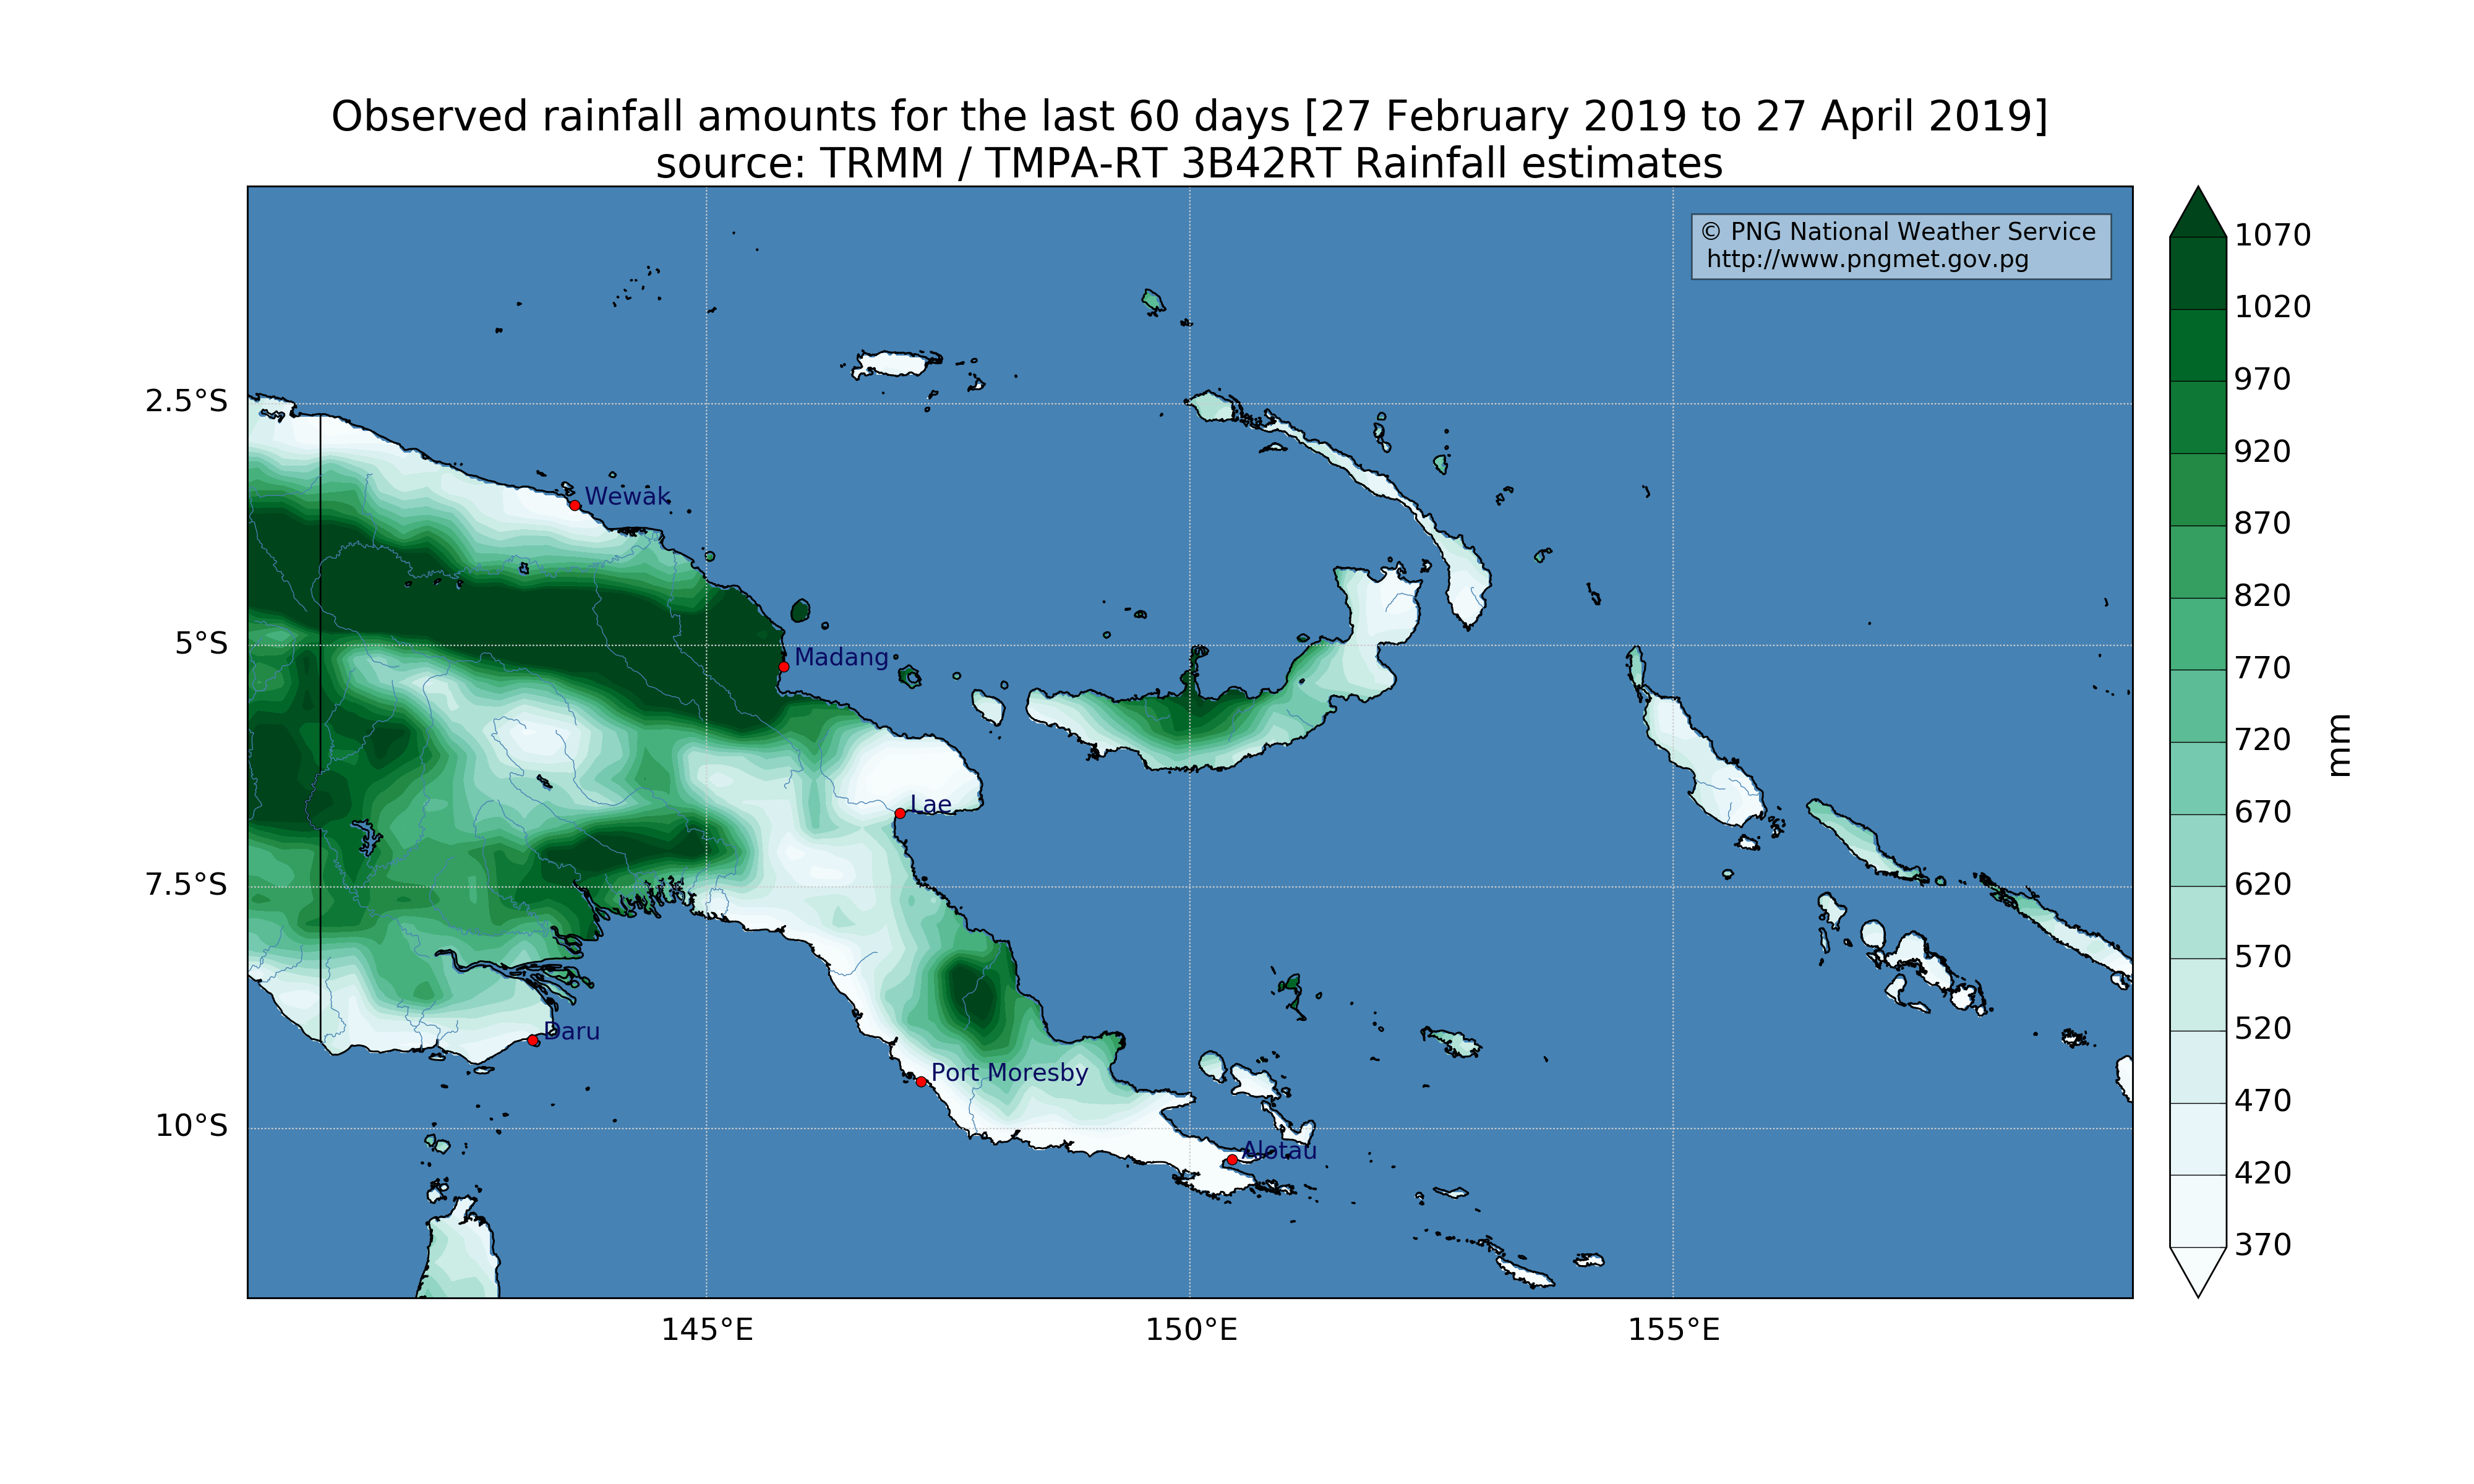 Observed rainfall amounts for the last 60 days [27 February 2019 to 27 April 2019]
source: TRMM / TMPA-RT 3B42RT Rainfall estimates
© PNG National Weather Service
http://www.pngmet.gov.pg
1070
1020
970
920
870
820
770
720
670
620
570
520
470
420
370
mm
2.5°S
5°S
7.5°S
10°S
Wewak
Madang
Lae
Daru
Port Moresby
Alotau
145°E
150°E
155°E